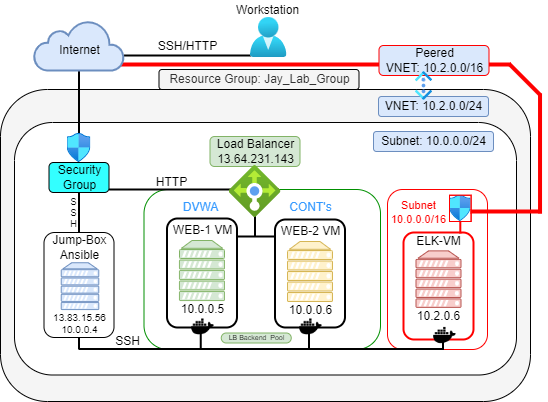 Workstation
Internet
SSH/HTTP
Peered
VNET: 10.2.0.0/16
Resource Group: Jay_Lab_Group
VNET: 10.2.0.0/24
Subnet: 10.0.0.0/24
Load Balancer
13.64.231.143
Security
Group
HTTP
SSH
DVWA
CONT's
Subnet
10.0.0.0/16
Jump-Box
Ansible
13.83.15.56
10.0.0.4
WEB-1 VM
10.0.0.5
WEB-2 VM
10.0.0.6
ELK-VM
10.2.0.6
LB Backend Pool
SSH